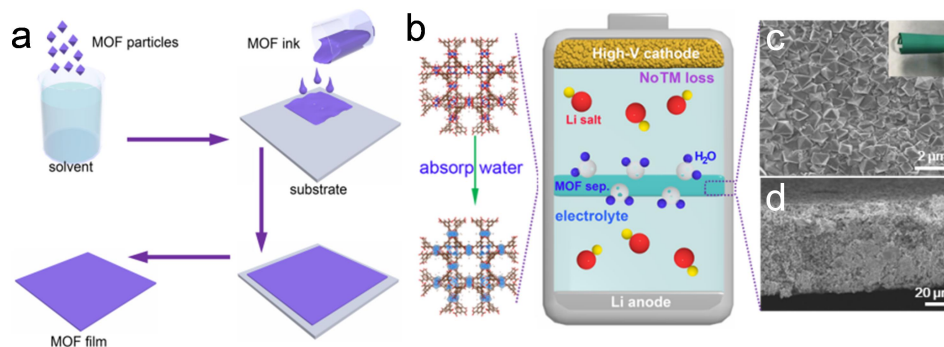 a
MOF particles
MOF ink
solvent
substrate
MOF film
b
absorp water
High-V cathode
NoTM loss
Li salt
H₂O
MOF sep.
electrolyte
Li anode
c
2 µm
d
20 µm